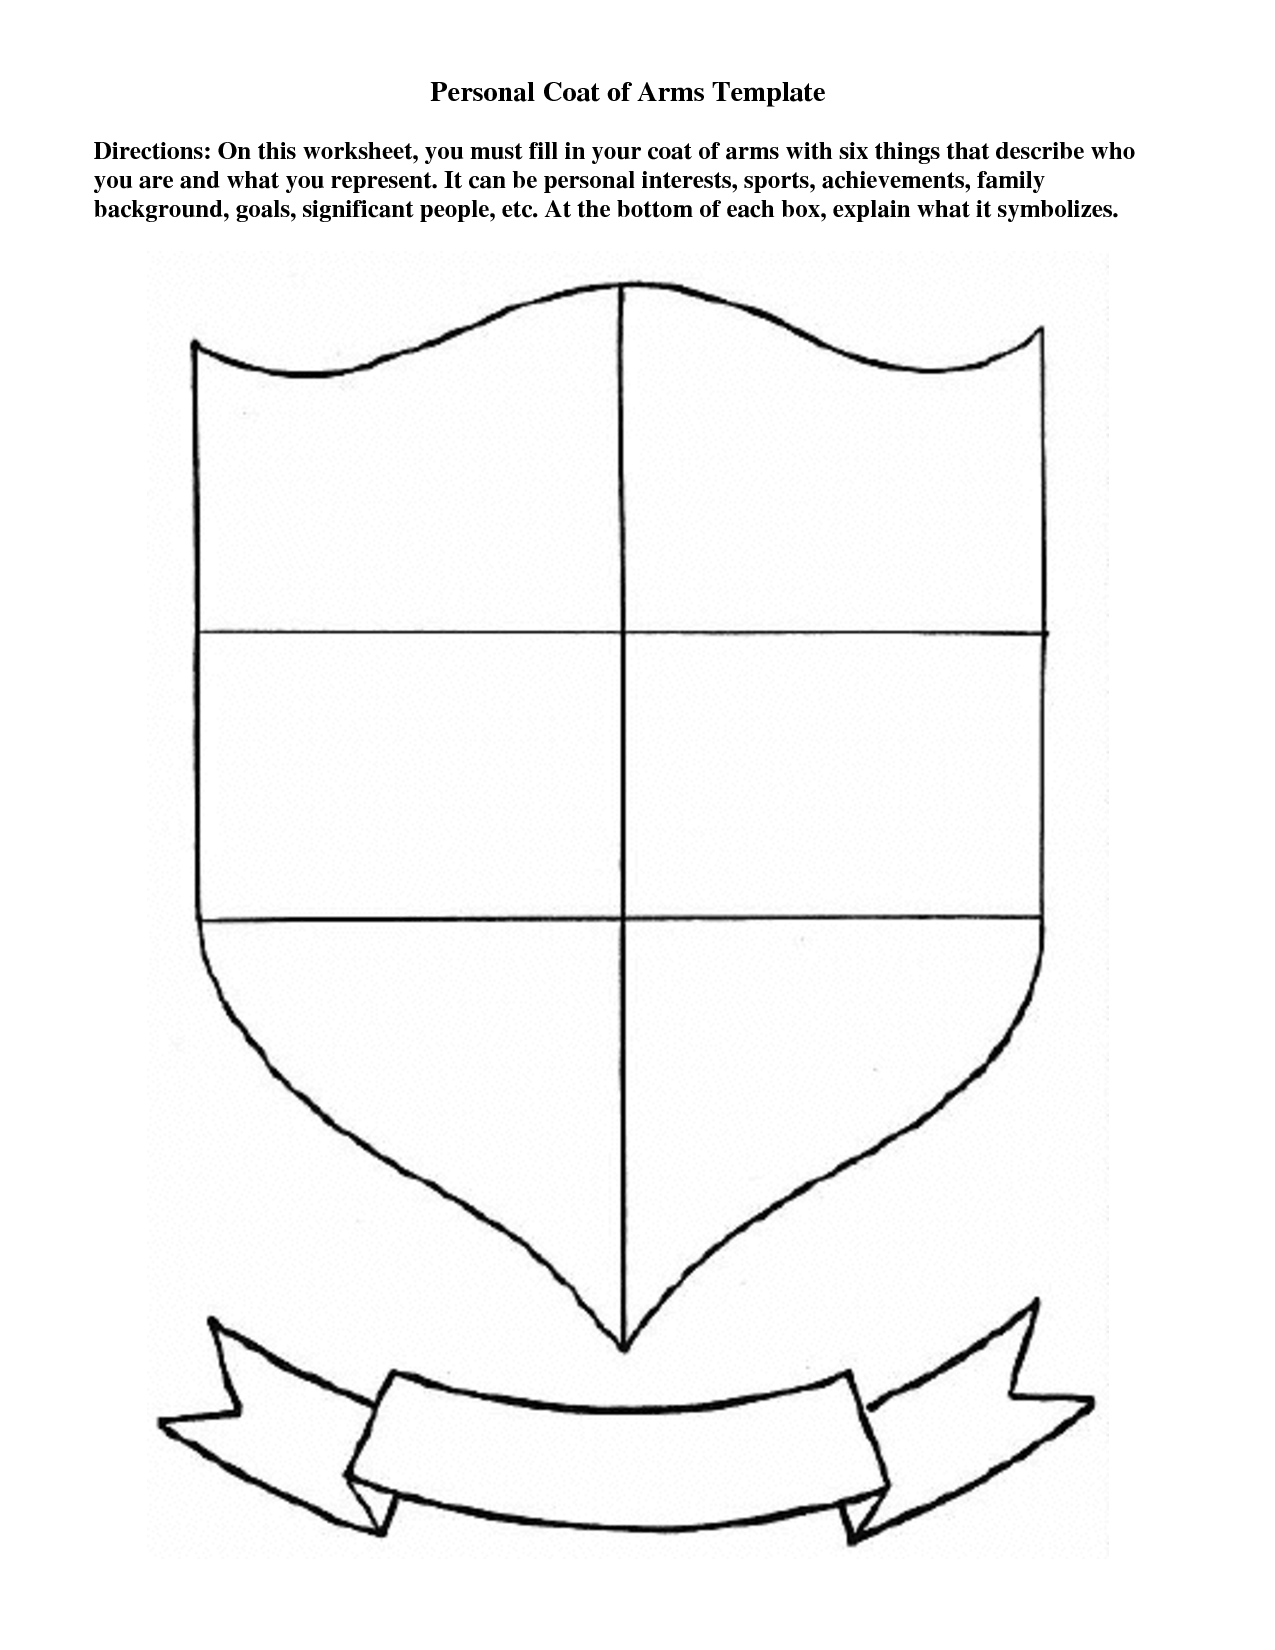 Personal Coat of Arms Template
Directions: On this worksheet, you must fill in your coat of arms with six things that describe who
you are and what you represent. It can be personal interests, sports, achievements, family
background, goals, significant people, etc. At the bottom of each box, explain what it symbolizes.